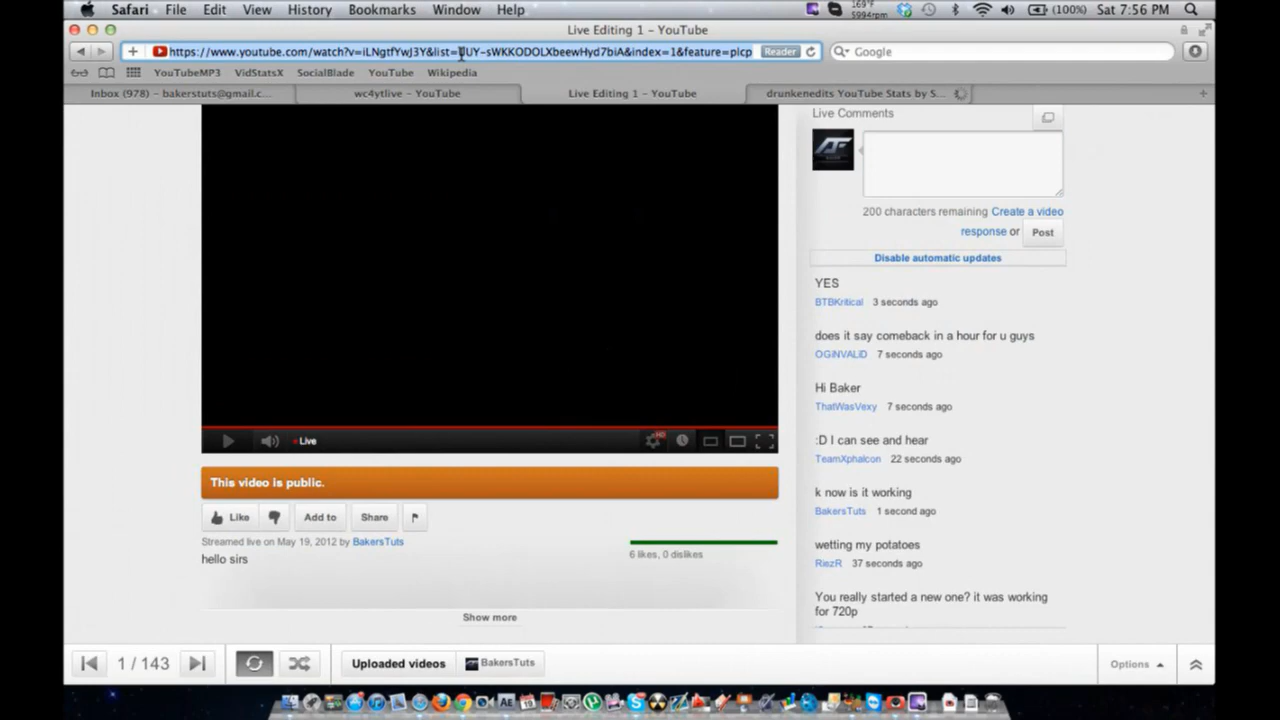 Safari File Edit View History Bookmarks Window Help
169°F
5994rpm
(100%) Sat 7:56 PM
Live Editing 1 – YouTube
https://www.youtube.com/watch?v=iLNgtfYwJ3Y&list=UUY-sWKKODOLXbeewHyd7biA&index=1&feature=plcp Reader Google
YouTubeMP3 VidStatsX SocialBlade YouTube Wikipedia
Inbox (978) – bakerstuts@gmail.c... wc4ytlive – YouTube Live Editing 1 – YouTube drunkenedits YouTube Stats by S...
Live Comments
200 characters remaining Create a video
response or Post
Disable automatic updates
YES
BTBKritical 3 seconds ago
does it say comeback in a hour for u guys
OGiNVALiD 7 seconds ago
Hi Baker
ThatWasVexy 7 seconds ago
:D I can see and hear
TeamXphalcon 22 seconds ago
k now is it working
BakersTuts 1 second ago
wetting my potatoes
RiezR 37 seconds ago
You really started a new one? it was working
for 720p
Live
HD
This video is public.
Like Add to Share
Streamed live on May 19, 2012 by BakersTuts
6 likes, 0 dislikes
hello sirs
Show more
1 / 143 Uploaded videos BakersTuts Options